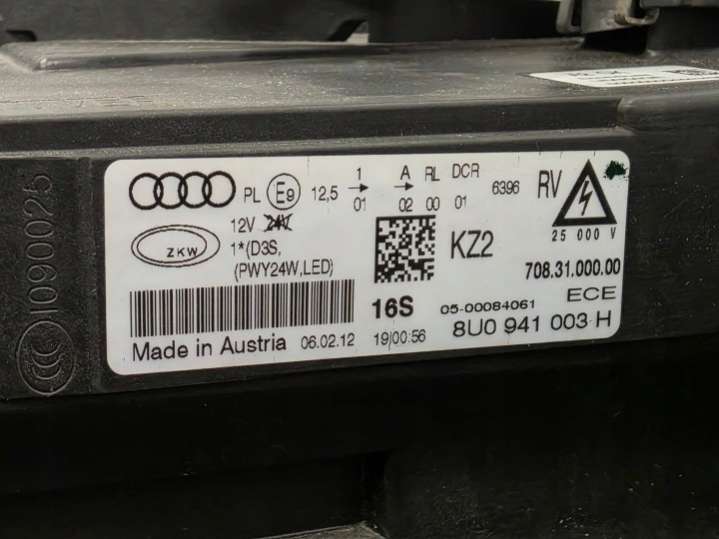 PL E9 12,5 1 A RL DCR 6396 RV
01 02 00 01
12V 24V
25 000 V
ZKW
1*(D3S,
(PWY24W,LED)
KZ2
708.31.000.00
16S 05-00084061 ECE
Made in Austria 06.02.12 19:00:56 8U0 941 003 H
I090025
CCC